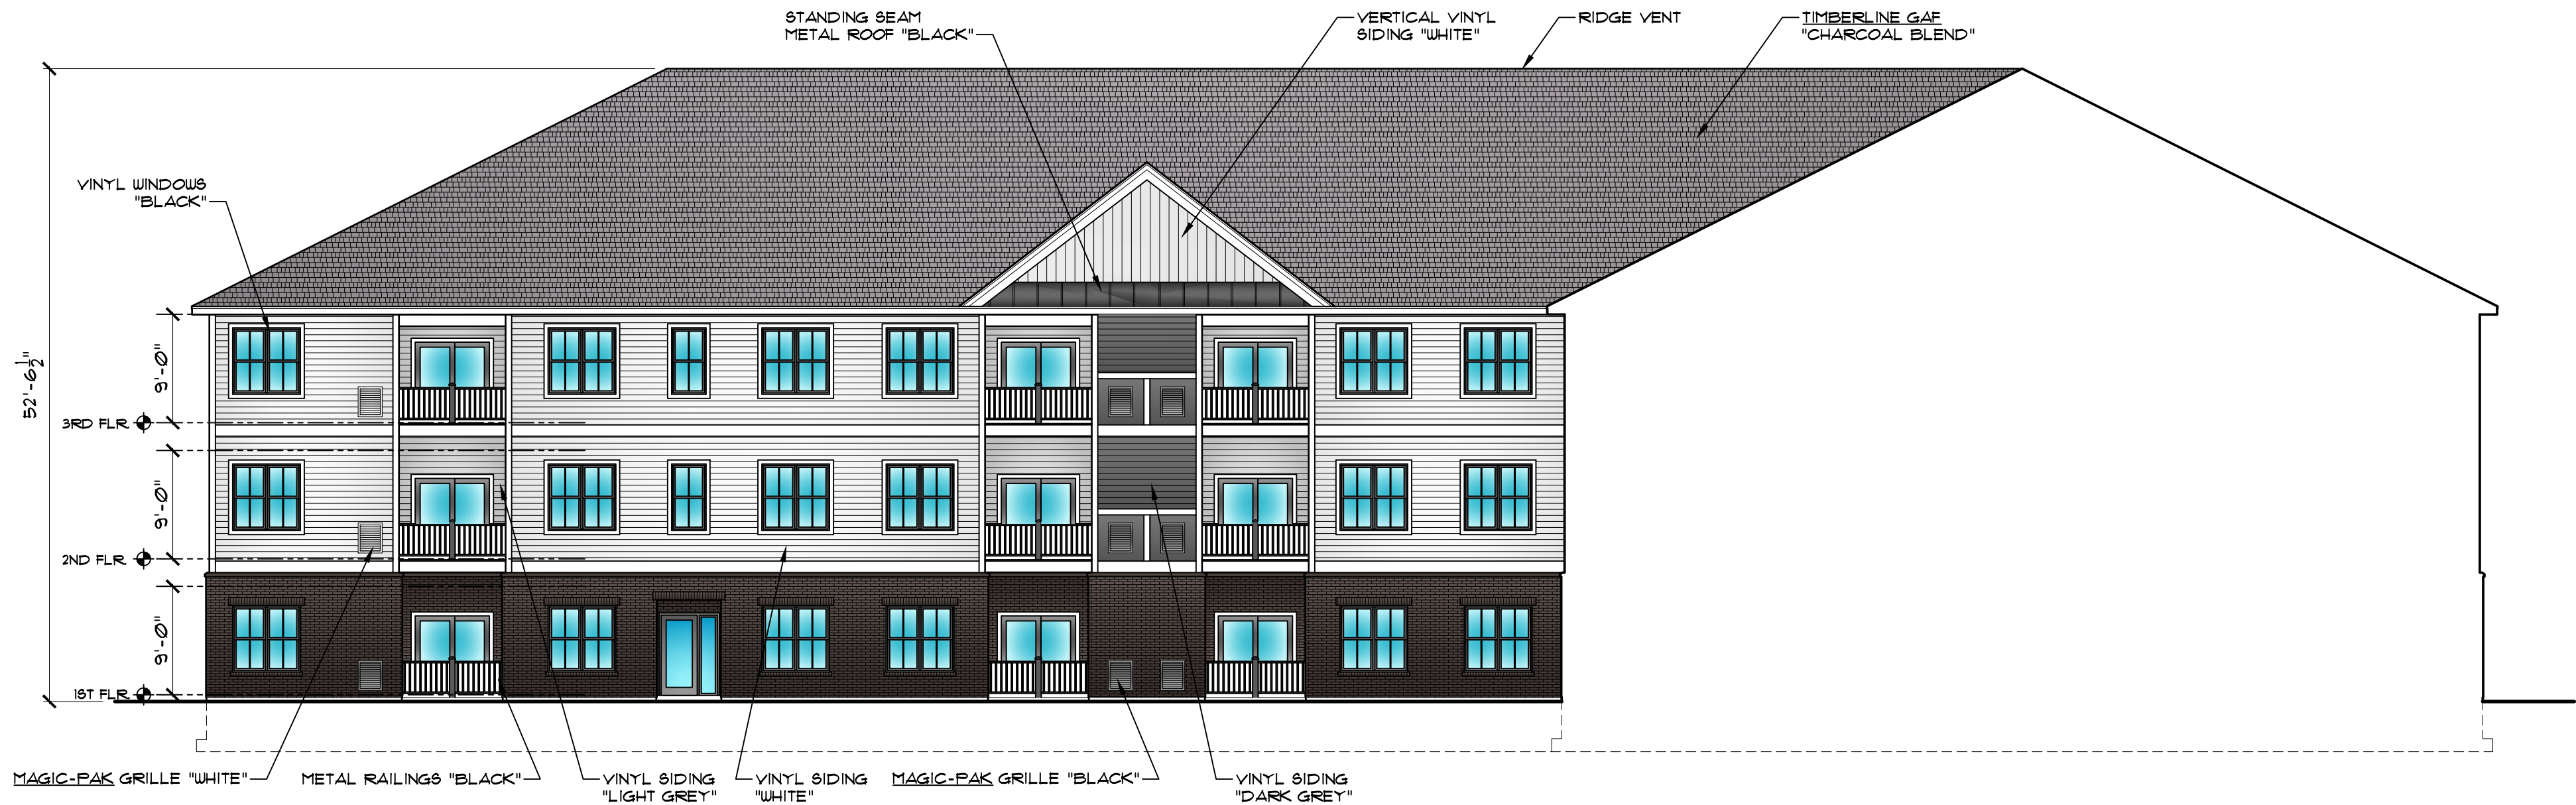 STANDING SEAM
METAL ROOF "BLACK"
VERTICAL VINYL
SIDING "WHITE"
RIDGE VENT
TIMBERLINE GAF
"CHARCOAL BLEND"
VINYL WINDOWS
"BLACK"
52'-6 1/2"
9'-0"
3RD FLR
9'-0"
2ND FLR
9'-0"
1ST FLR
MAGIC-PAK GRILLE "WHITE"
METAL RAILINGS "BLACK"
VINYL SIDING
"LIGHT GREY"
VINYL SIDING
"WHITE"
MAGIC-PAK GRILLE "BLACK"
VINYL SIDING
"DARK GREY"